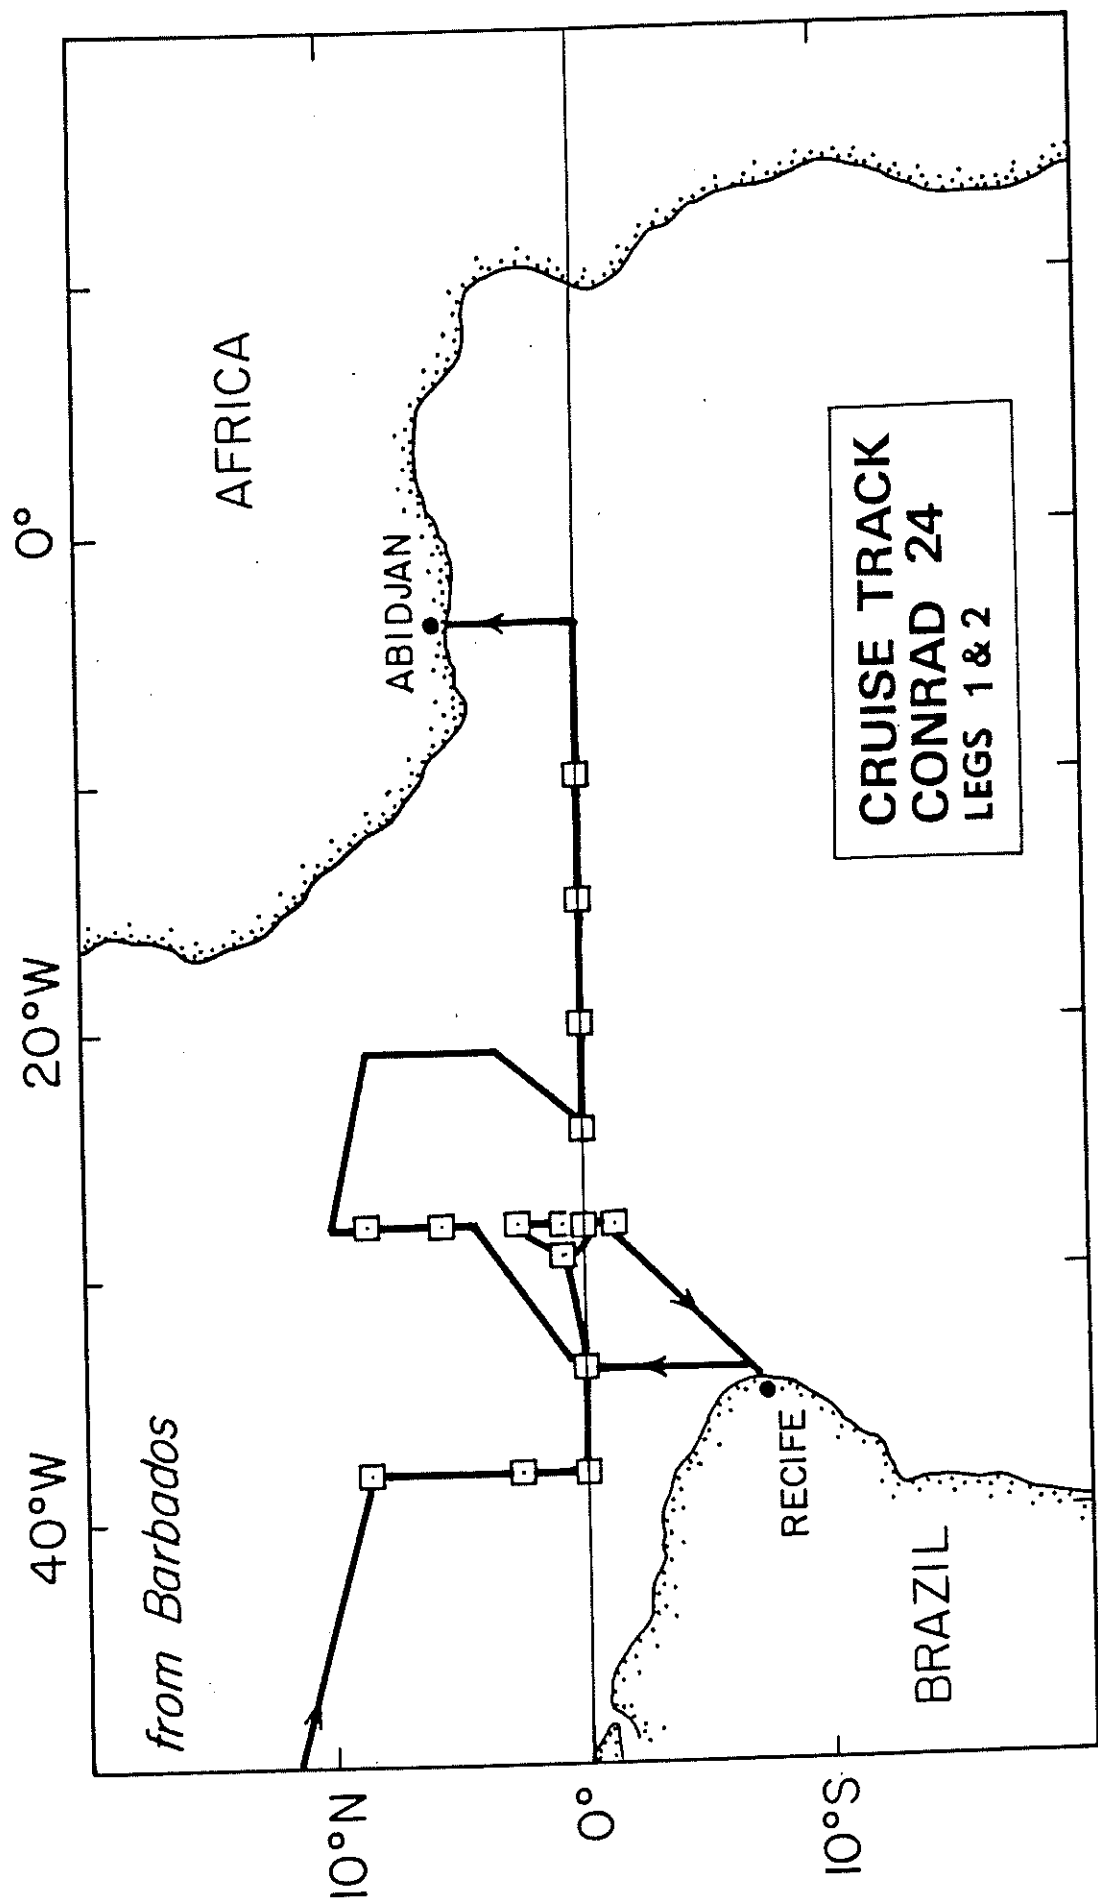 from Barbados
40°W
20°W
0°
10°N
0°
10°S
AFRICA
ABIDJAN
RECIFE
BRAZIL
CRUISE TRACK
CONRAD 24
LEGS 1 & 2